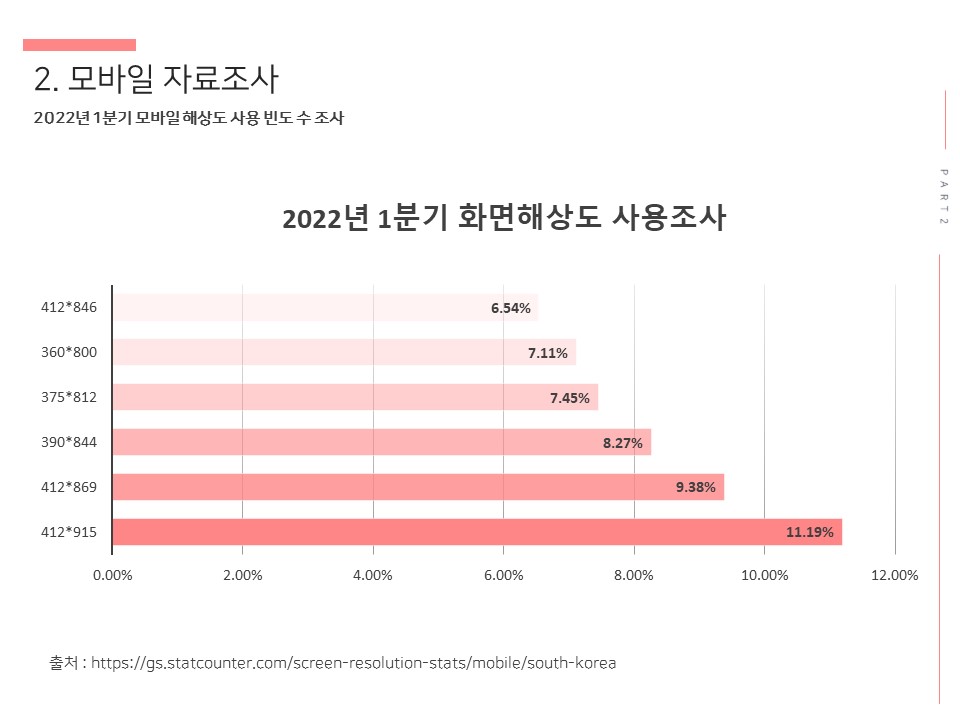 2. 모바일 자료조사
2022년 1분기 모바일 해상도 사용 빈도 수 조사
PART 2
2022년 1분기 화면해상도 사용조사
412*846
6.54%
360*800
7.11%
375*812
7.45%
390*844
8.27%
412*869
9.38%
412*915
11.19%
0.00% 2.00% 4.00% 6.00% 8.00% 10.00% 12.00%
출처 : https://gs.statcounter.com/screen-resolution-stats/mobile/south-korea